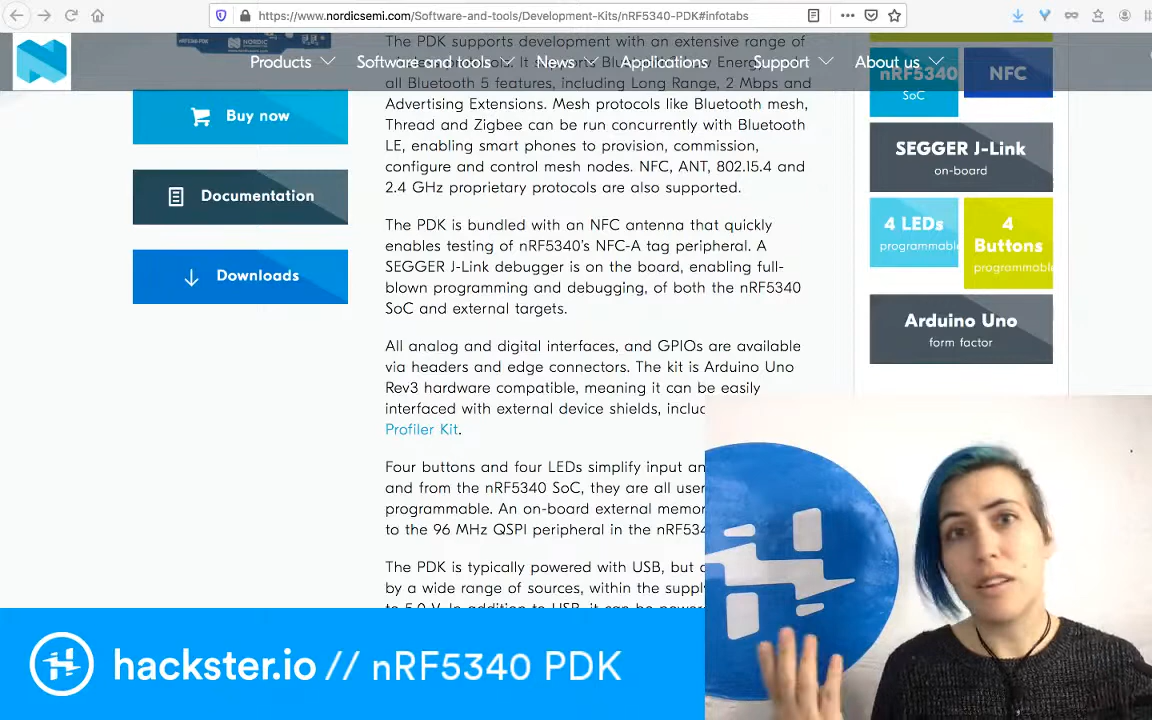 https://www.nordicsemi.com/Software-and-tools/Development-Kits/nRF5340-PDK#infotabs
The PDK supports development with an extensive range of
Products
Software and tools
News
Applications
Support
About us
all Bluetooth 5 features, including Long Range, 2 Mbps and
Advertising Extensions. Mesh protocols like Bluetooth mesh,
Thread and Zigbee can be run concurrently with Bluetooth
LE, enabling smart phones to provision, commission,
configure and control mesh nodes. NFC, ANT, 802.15.4 and
2.4 GHz proprietary protocols are also supported.
Buy now
Documentation
Downloads
The PDK is bundled with an NFC antenna that quickly
enables testing of nRF5340's NFC-A tag peripheral. A
SEGGER J-Link debugger is on the board, enabling full-
blown programming and debugging, of both the nRF5340
SoC and external targets.
All analog and digital interfaces, and GPIOs are available
via headers and edge connectors. The kit is Arduino Uno
Rev3 hardware compatible, meaning it can be easily
interfaced with external device shields, inclu
Profiler Kit.
Four buttons and four LEDs simplify input an
and from the nRF5340 SoC, they are all user
programmable. An on-board external memor
to the 96 MHz QSPI peripheral in the nRF534
The PDK is typically powered with USB, but
by a wide range of sources, within the supply
nRF5340
SoC
NFC
SEGGER J-Link
on-board
4 LEDs
programmable
4
Buttons
programmable
Arduino Uno
form factor
hackster.io // nRF5340 PDK